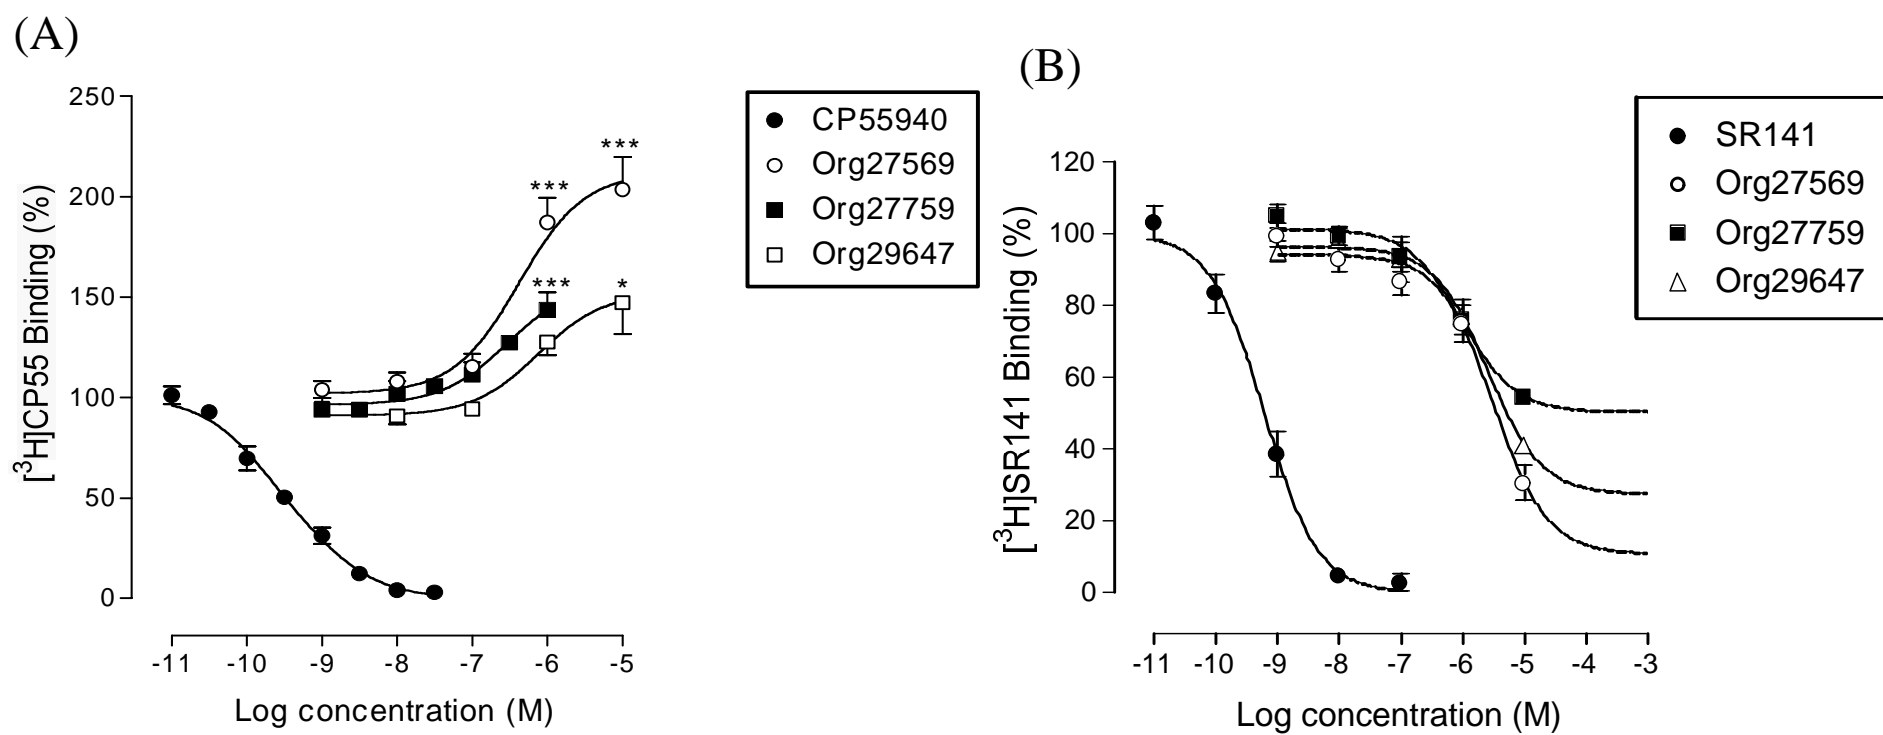 (A)
[³H]CP55 Binding (%)
250
200
150
100
50
0
***
***
***
*
-11 -10 -9 -8 -7 -6 -5
Log concentration (M)
CP55940
Org27569
Org27759
Org29647
(B)
[³H]SR141 Binding (%)
120
100
80
60
40
20
0
-11 -10 -9 -8 -7 -6 -5 -4 -3
Log concentration (M)
SR141
Org27569
Org27759
Org29647